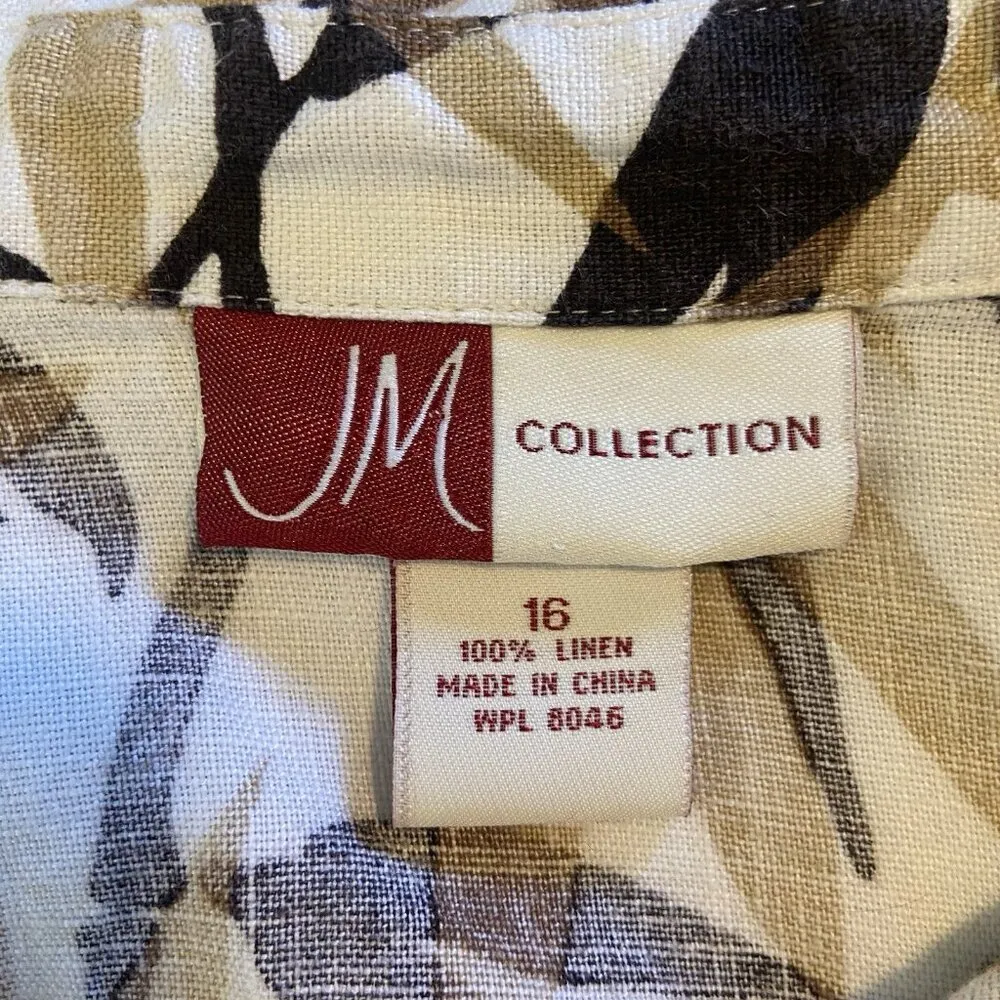 JM COLLECTION
16
100% LINEN
MADE IN CHINA
WPL 8046